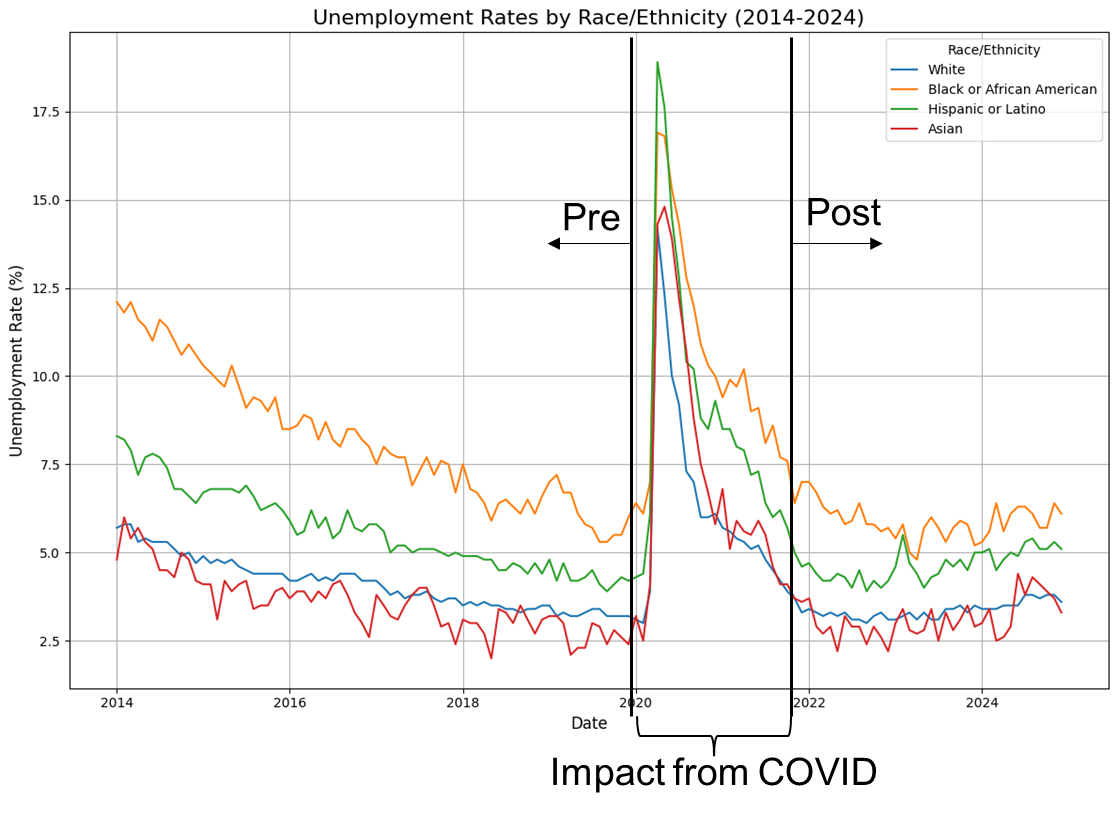 Unemployment Rates by Race/Ethnicity (2014-2024)
Race/Ethnicity
White
Black or African American
Hispanic or Latino
Asian
17.5
15.0
12.5
10.0
7.5
5.0
2.5
Unemployment Rate (%)
Pre
Post
2014 2016 2018 2020 2022 2024
Date
Impact from COVID